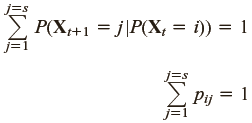 j=s
∑ P(X_{t+1} = j|P(X_t = i)) = 1
j=1
j=s
∑ p_{ij} = 1
j=1